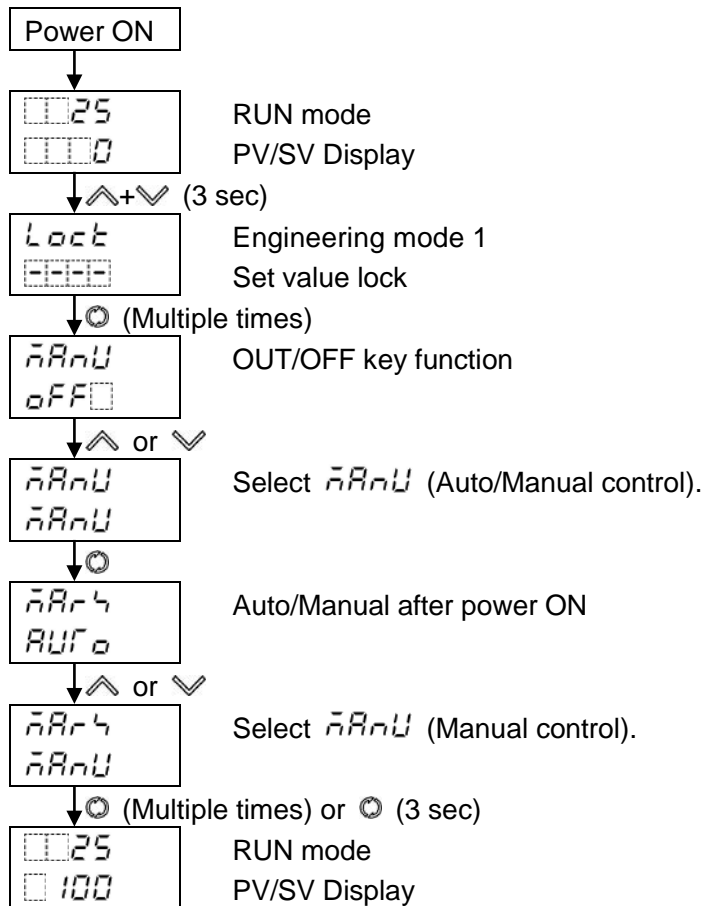 Power ON
25 RUN mode
0 PV/SV Display
+ (3 sec)
Lock Engineering mode 1
---- Set value lock
(Multiple times)
MANU OUT/OFF key function
oFF
or
MANU Select MANU (Auto/Manual control).
MANU
Auto/Manual after power ON
AUTo
or
Select MANU (Manual control).
MANU
(Multiple times) or (3 sec)
25 RUN mode
100 PV/SV Display